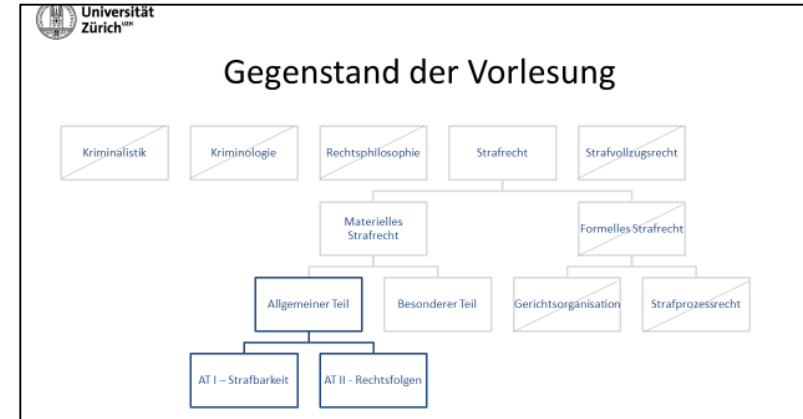 Universität
Zürich UZH
Gegenstand der Vorlesung
Kriminalistik
Kriminologie
Rechtsphilosophie
Strafrecht
Strafvollzugsrecht
Materielles
Strafrecht
Formelles Strafrecht
Allgemeiner Teil
Besonderer Teil
Gerichtsorganisation
Strafprozessrecht
AT I – Strafbarkeit
AT II - Rechtsfolgen